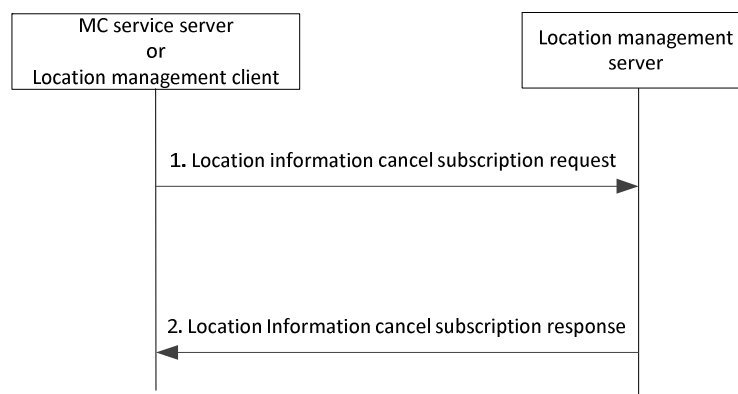 MC service server
or
Location management client
Location management
server
1. Location information cancel subscription request
2. Location Information cancel subscription response